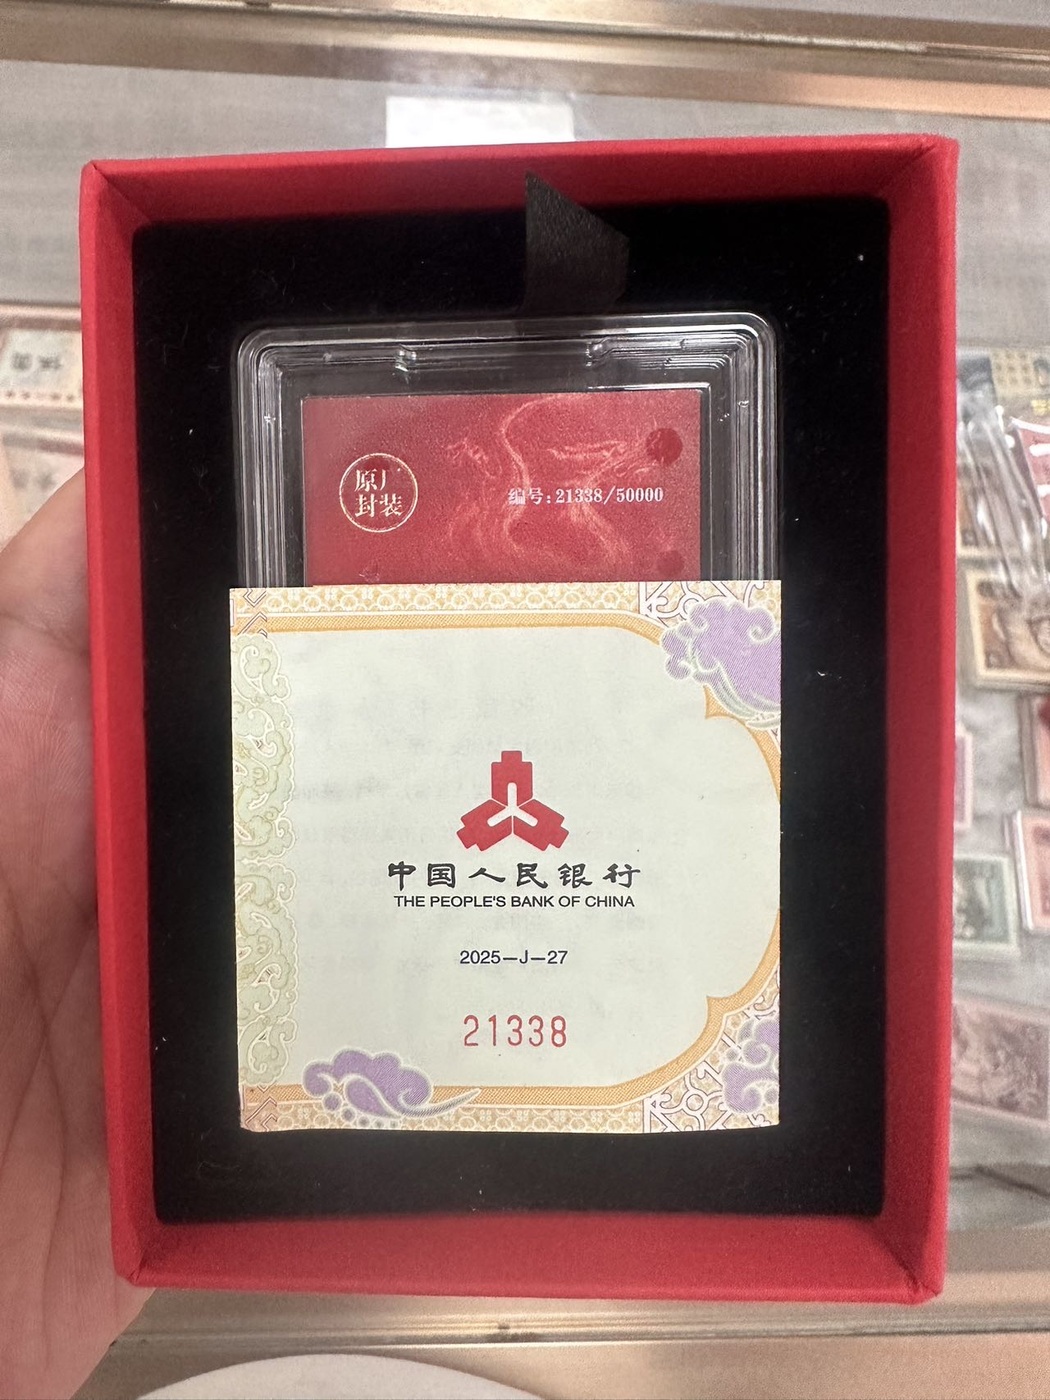 原厂
封装
编号:21338/50000
中国人民银行
THE PEOPLE'S BANK OF CHINA
2025—J—27
21338